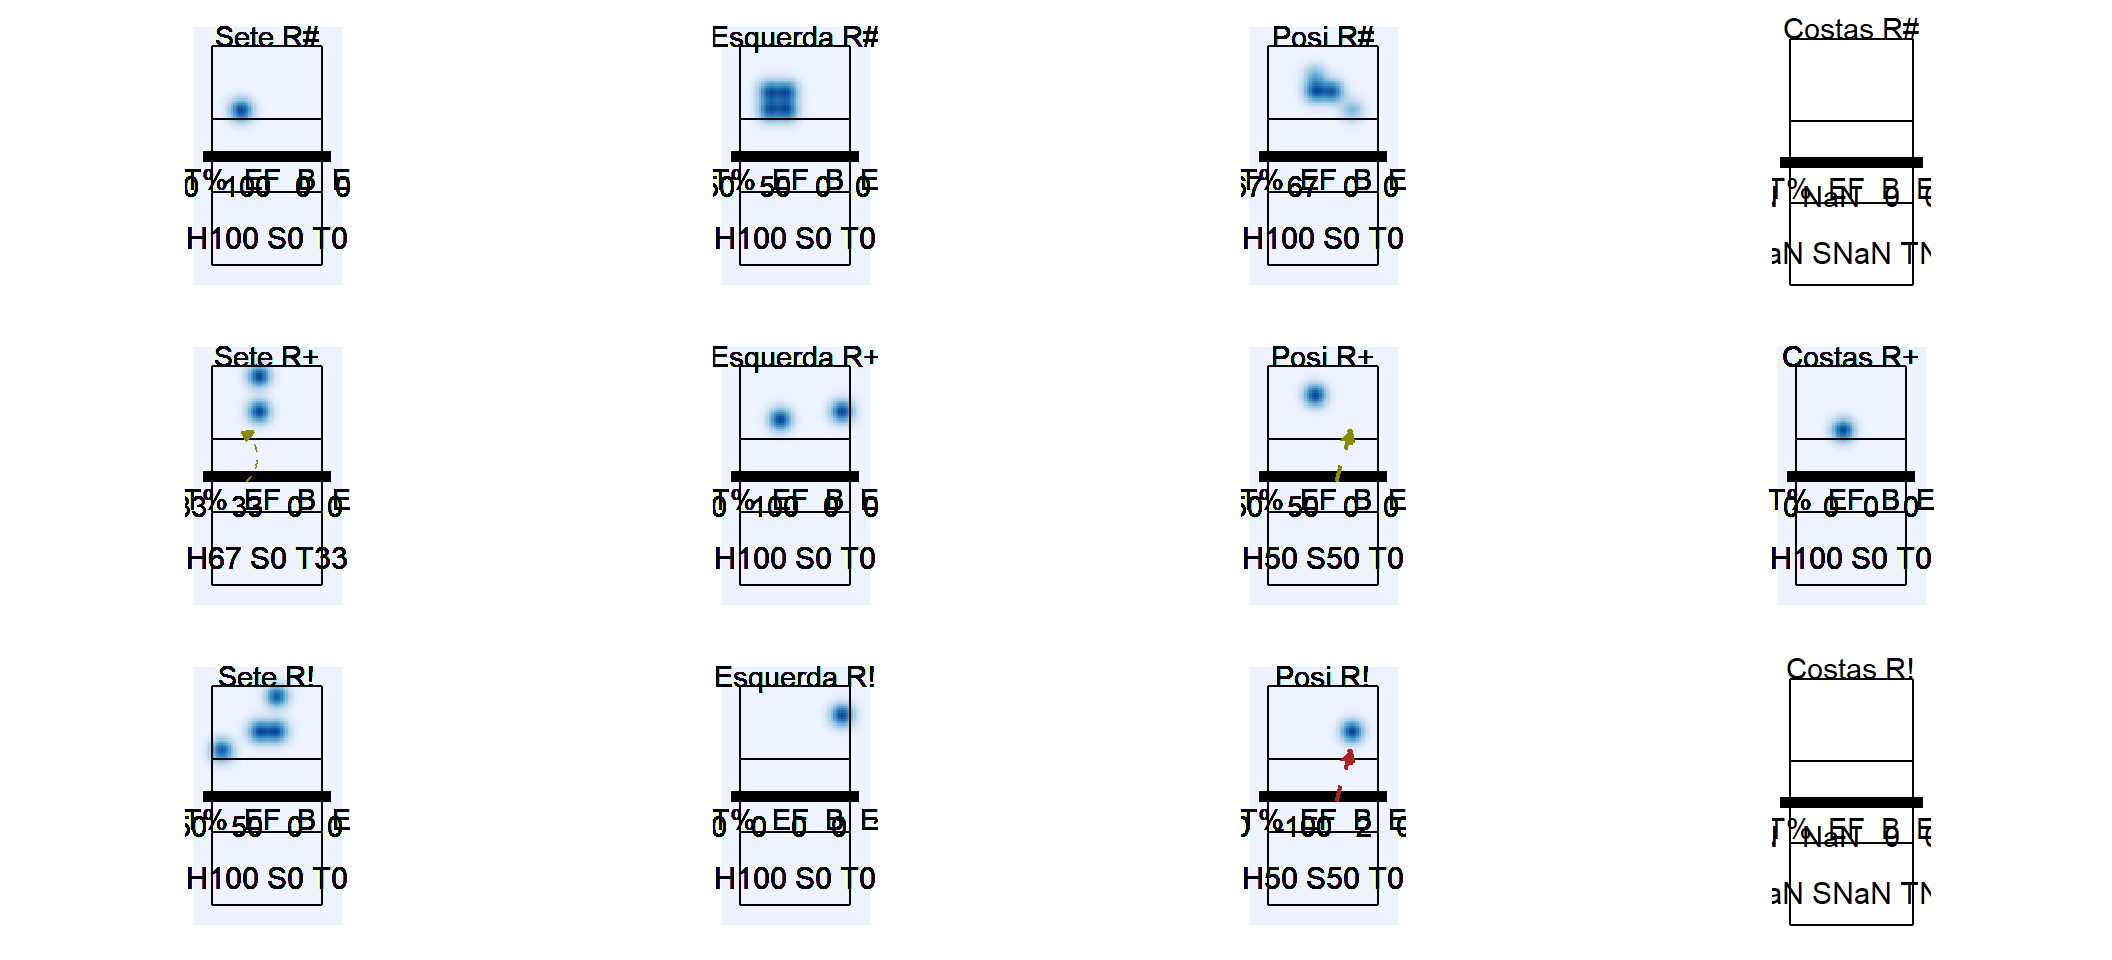 Sete R#
Esquerda R#
Posi R#
Costas R#
T% EF B E
100 0 0
T% EF B E
50 0 0
T% EF B E
67 0 0
T% EF B E
NaN 0
H100 S0 T0
H100 S0 T0
H100 S0 T0
aN SNaN TN
Sete R+
Esquerda R+
Posi R+
Costas R+
T% EF B E
33 33 0 0
T% EF B E
100 0 0
T% EF B E
50 50 0 0
T% EF B E
0 0 0 0
H67 S0 T33
H100 S0 T0
H50 S50 T0
H100 S0 T0
Sete R!
Esquerda R!
Posi R!
Costas R!
T% EF B E
50 50 0 0
T% EF B E
0 0 0
T% EF B E
-100 2 0
T% EF B E
NaN 0
H100 S0 T0
H100 S0 T0
H50 S50 T0
aN SNaN TN